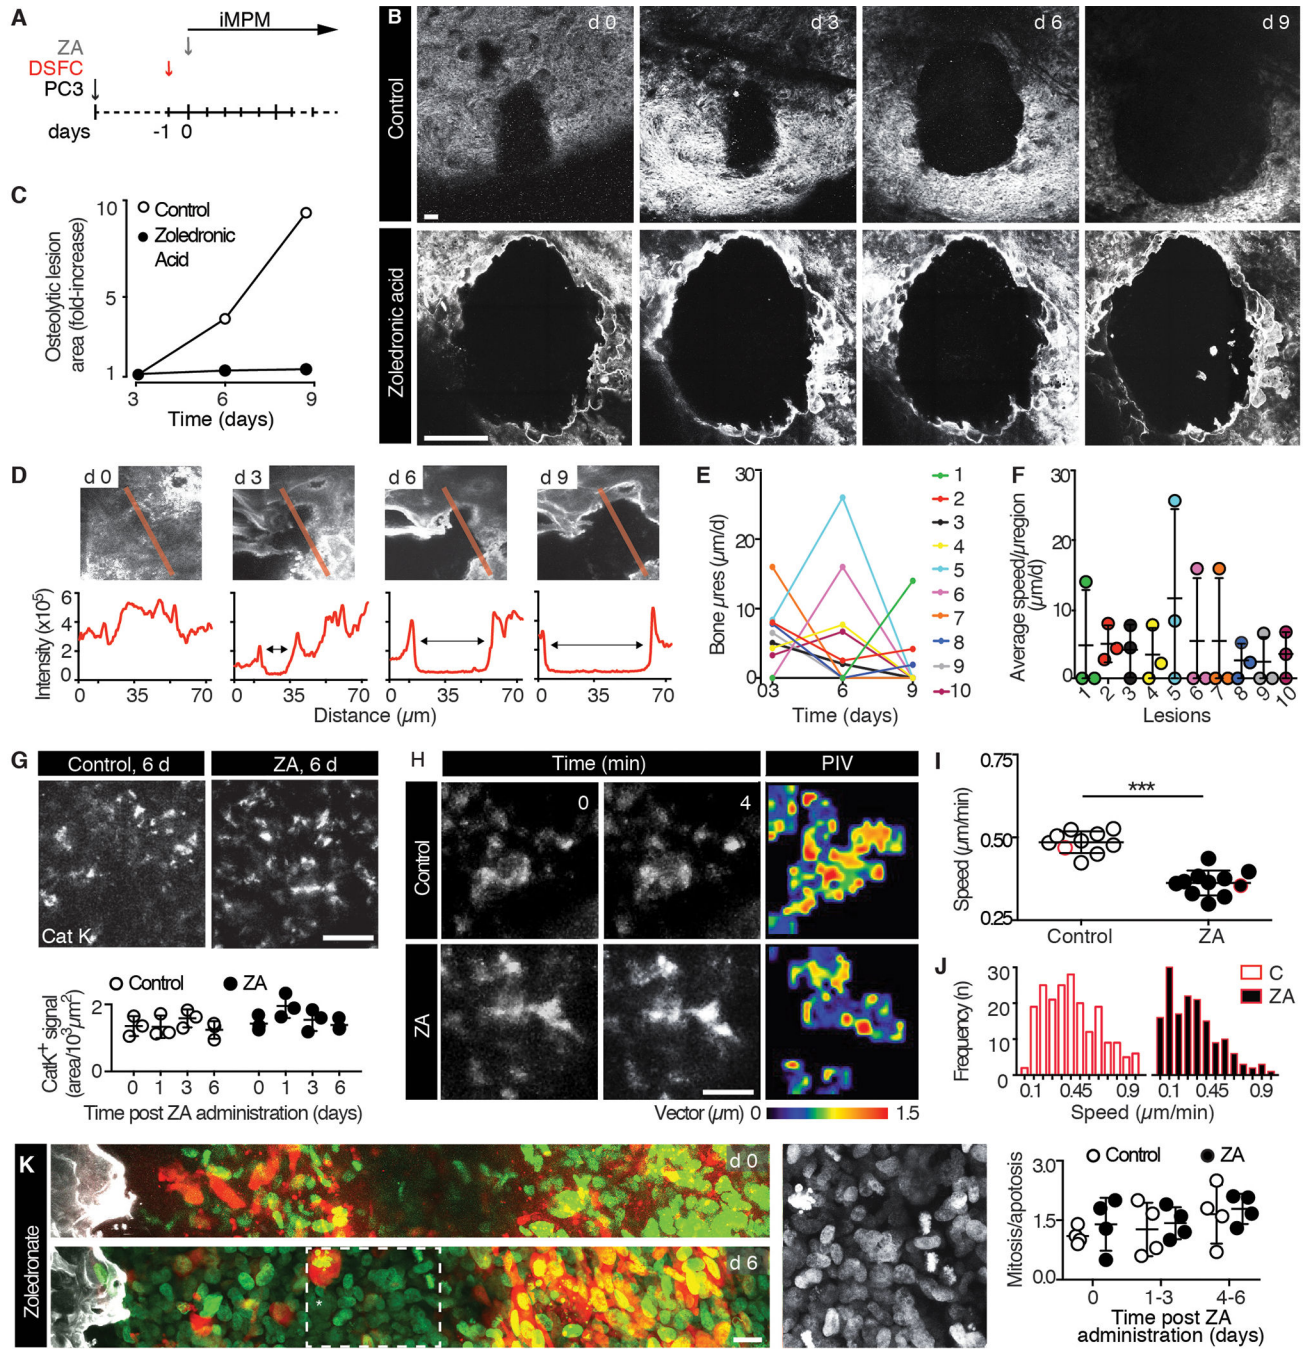 A
iMPM
ZA
DSFC
PC3
days
-1 0
B
d 0
d 3
d 6
d 9
Control
Zoledronic acid
C
Osteolytic lesion
area (fold-increase)
10
5
1
Control
Zoledronic
Acid
3 6 9
Time (days)
D
d 0
d 3
d 6
d 9
Intensity (x10⁵)
6
4
2
0
0 35 70
0 35 70
0 35 70
0 35 70
Distance (µm)
E
Bone µres (µm/d)
30
20
10
0
03 6 9
Time (days)
1
2
3
4
5
6
7
8
9
10
F
Average speed/µregion
(µm/d)
30
20
10
0
1 2 3 4 5 6 7 8 9 10
Lesions
G
Control, 6 d
ZA, 6 d
Cat K
Control
ZA
CatK⁺ signal
(area/10³µm²)
2
0
0 1 3 6 0 1 3 6
Time post ZA administration (days)
H
Time (min)
PIV
0
4
Control
ZA
Vector (µm) 0 1.5
I
Speed (µm/min)
0.75
0.50
0.25
***
Control ZA
J
C
ZA
Frequency (n)
30
20
10
0
0.1 0.45 0.9 0.1 0.45 0.9
Speed (µm/min)
K
Zoledronate
d 0
d 6
*
Control
ZA
Mitosis/apoptosis
3.0
1.5
0.0
0 1-3 4-6
Time post ZA
administration (days)